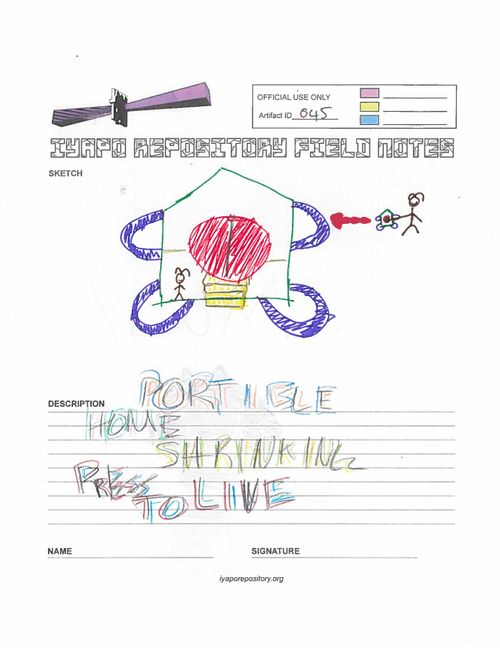 OFFICIAL USE ONLY
Artifact ID 045
IYAPO REPOSITORY FIELD NOTES
SKETCH
DESCRIPTION
PORTABLE
HOME
SHRINKING
PRESS
TO LIVE
NAME
SIGNATURE
iyaporepository.org